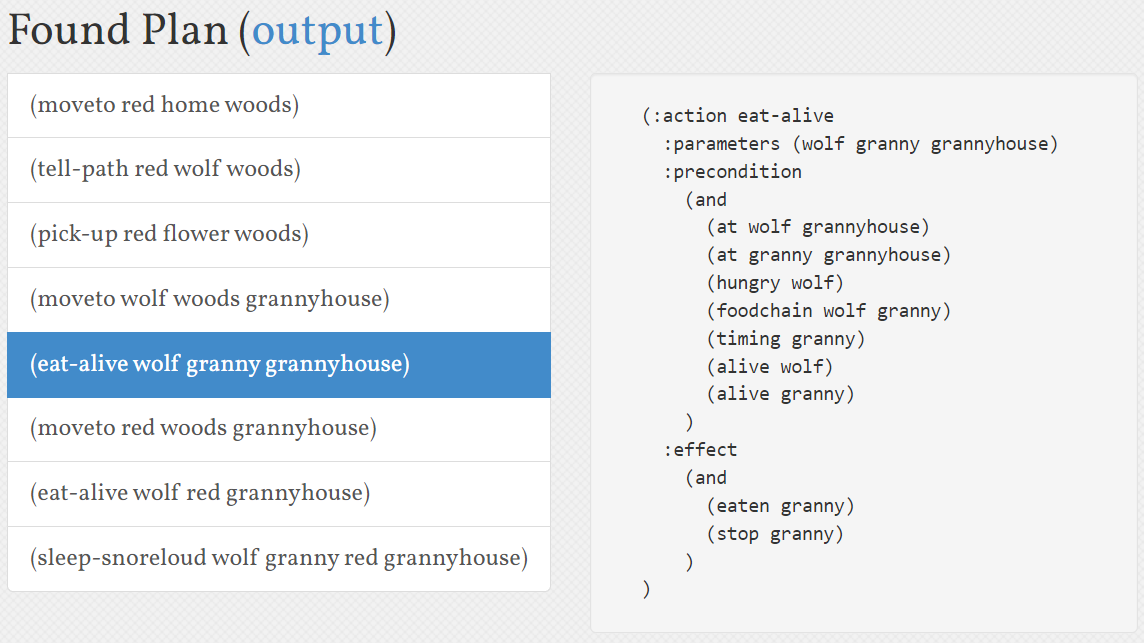 Found Plan (output)
(moveto red home woods)
(tell-path red wolf woods)
(pick-up red flower woods)
(moveto wolf woods grannyhouse)
(eat-alive wolf granny grannyhouse)
(moveto red woods grannyhouse)
(eat-alive wolf red grannyhouse)
(sleep-snoreloud wolf granny red grannyhouse)
(:action eat-alive
  :parameters (wolf granny grannyhouse)
  :precondition
    (and
      (at wolf grannyhouse)
      (at granny grannyhouse)
      (hungry wolf)
      (foodchain wolf granny)
      (timing granny)
      (alive wolf)
      (alive granny)
    )
  :effect
    (and
      (eaten granny)
      (stop granny)
    )
)